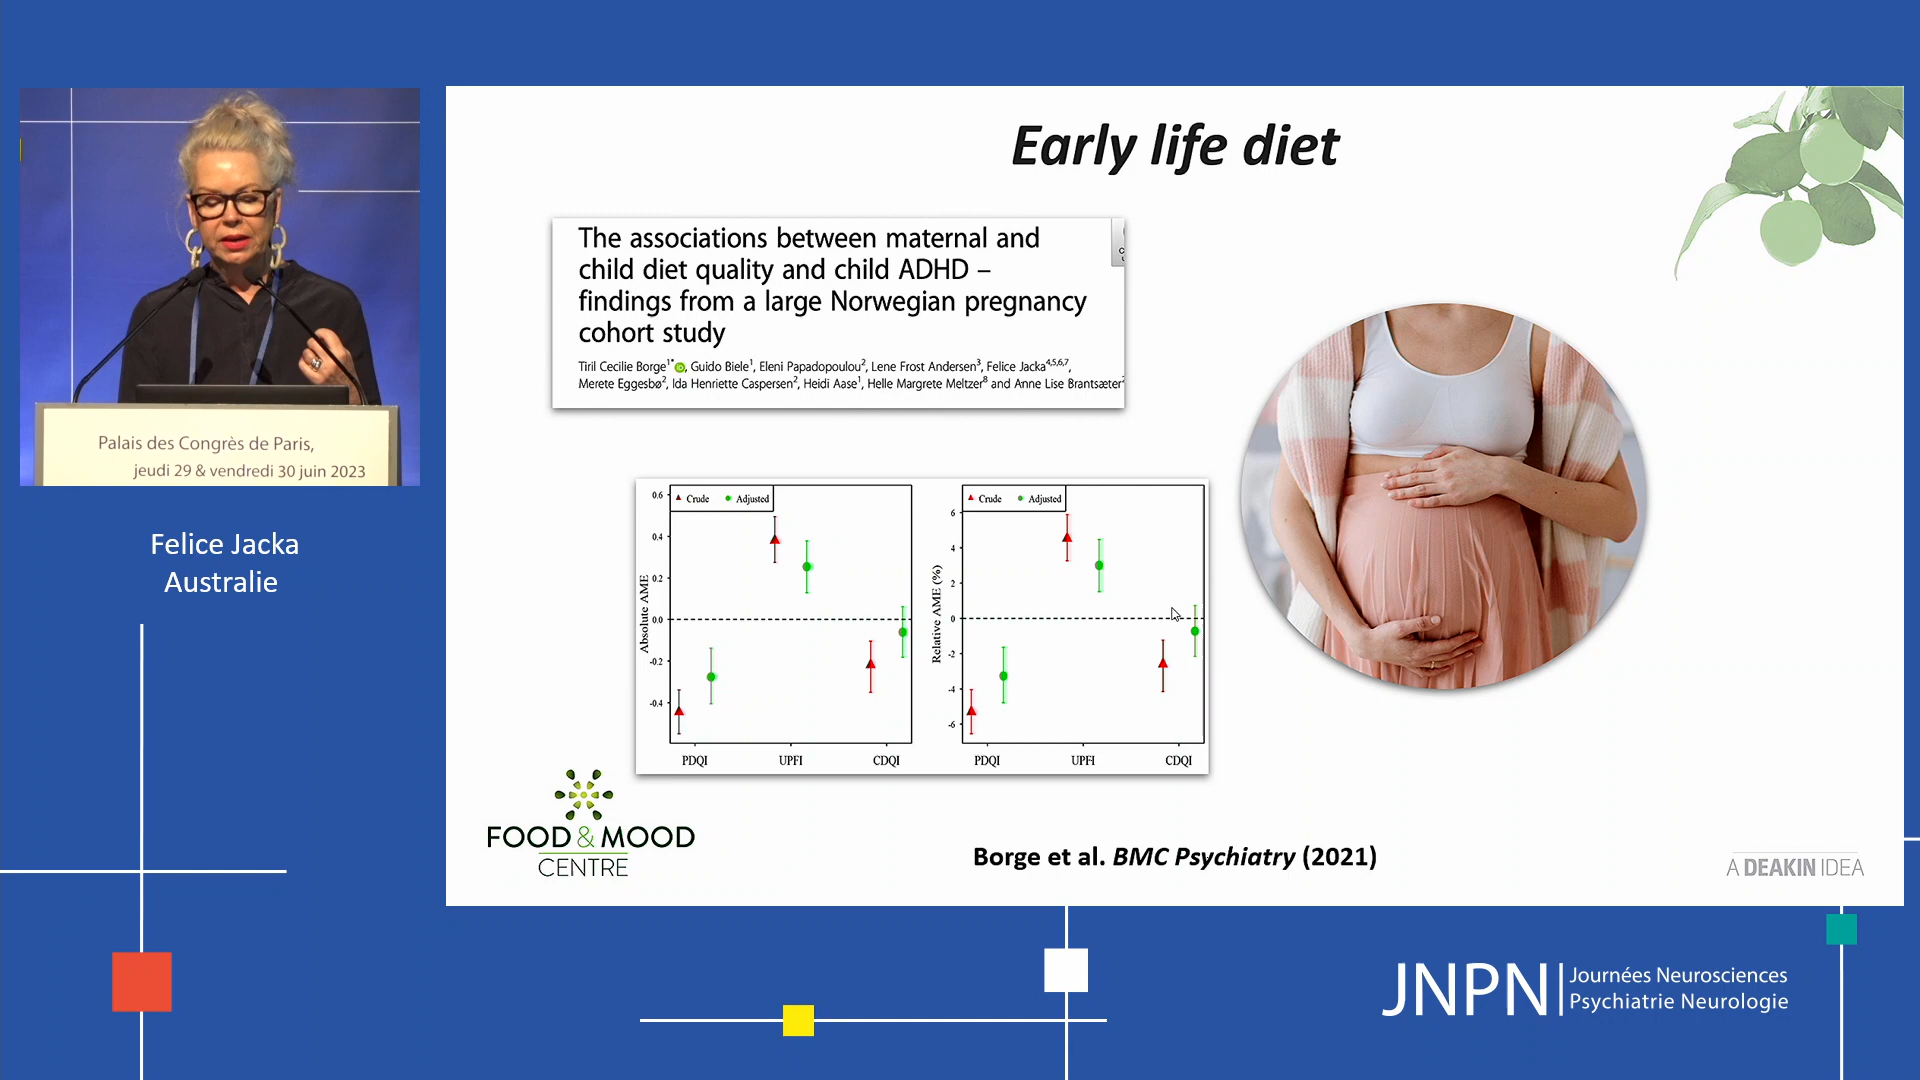 Early life diet
The associations between maternal and
child diet quality and child ADHD –
findings from a large Norwegian pregnancy
cohort study
Tiril Cecilie Borge1*, Guido Biele1, Eleni Papadopoulou2, Lene Frost Andersen3, Felice Jacka4,5,6,7,
Merete Eggesbø2, Ida Henriette Caspersen2, Heidi Aase1, Helle Margrete Meltzer8 and Anne Lise Brantsæter
Palais des Congrès de Paris,
jeudi 29 & vendredi 30 juin 2023
Felice Jacka
Australie
Crude Adjusted
Absolute AME
0.6
0.4
0.2
0.0
-0.2
-0.4
PDQI UPFI CDQI
Crude Adjusted
Relative AME (%)
6
4
2
0
-2
-4
-6
PDQI UPFI CDQI
FOOD & MOOD
CENTRE
Borge et al. BMC Psychiatry (2021)
A DEAKIN IDEA
JNPN
Journées Neurosciences
Psychiatrie Neurologie